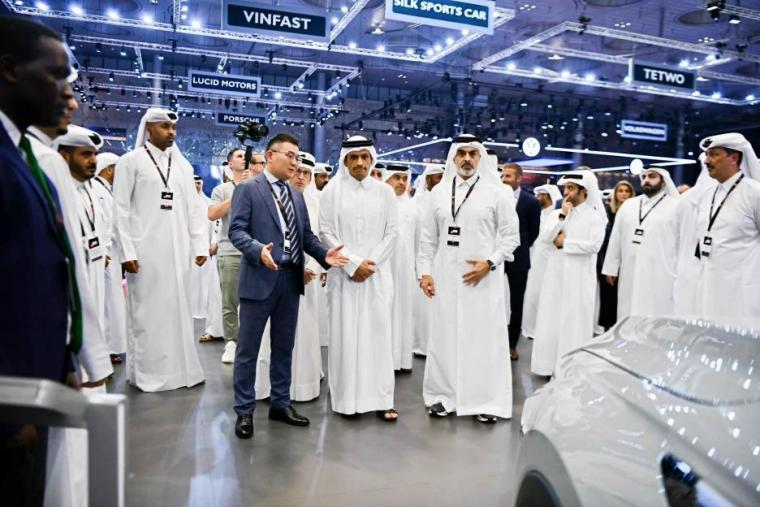 VINFAST
SILK SPORTS CAR
LUCID MOTORS
TETWO
PORSCHE
VOLKSWAGEN